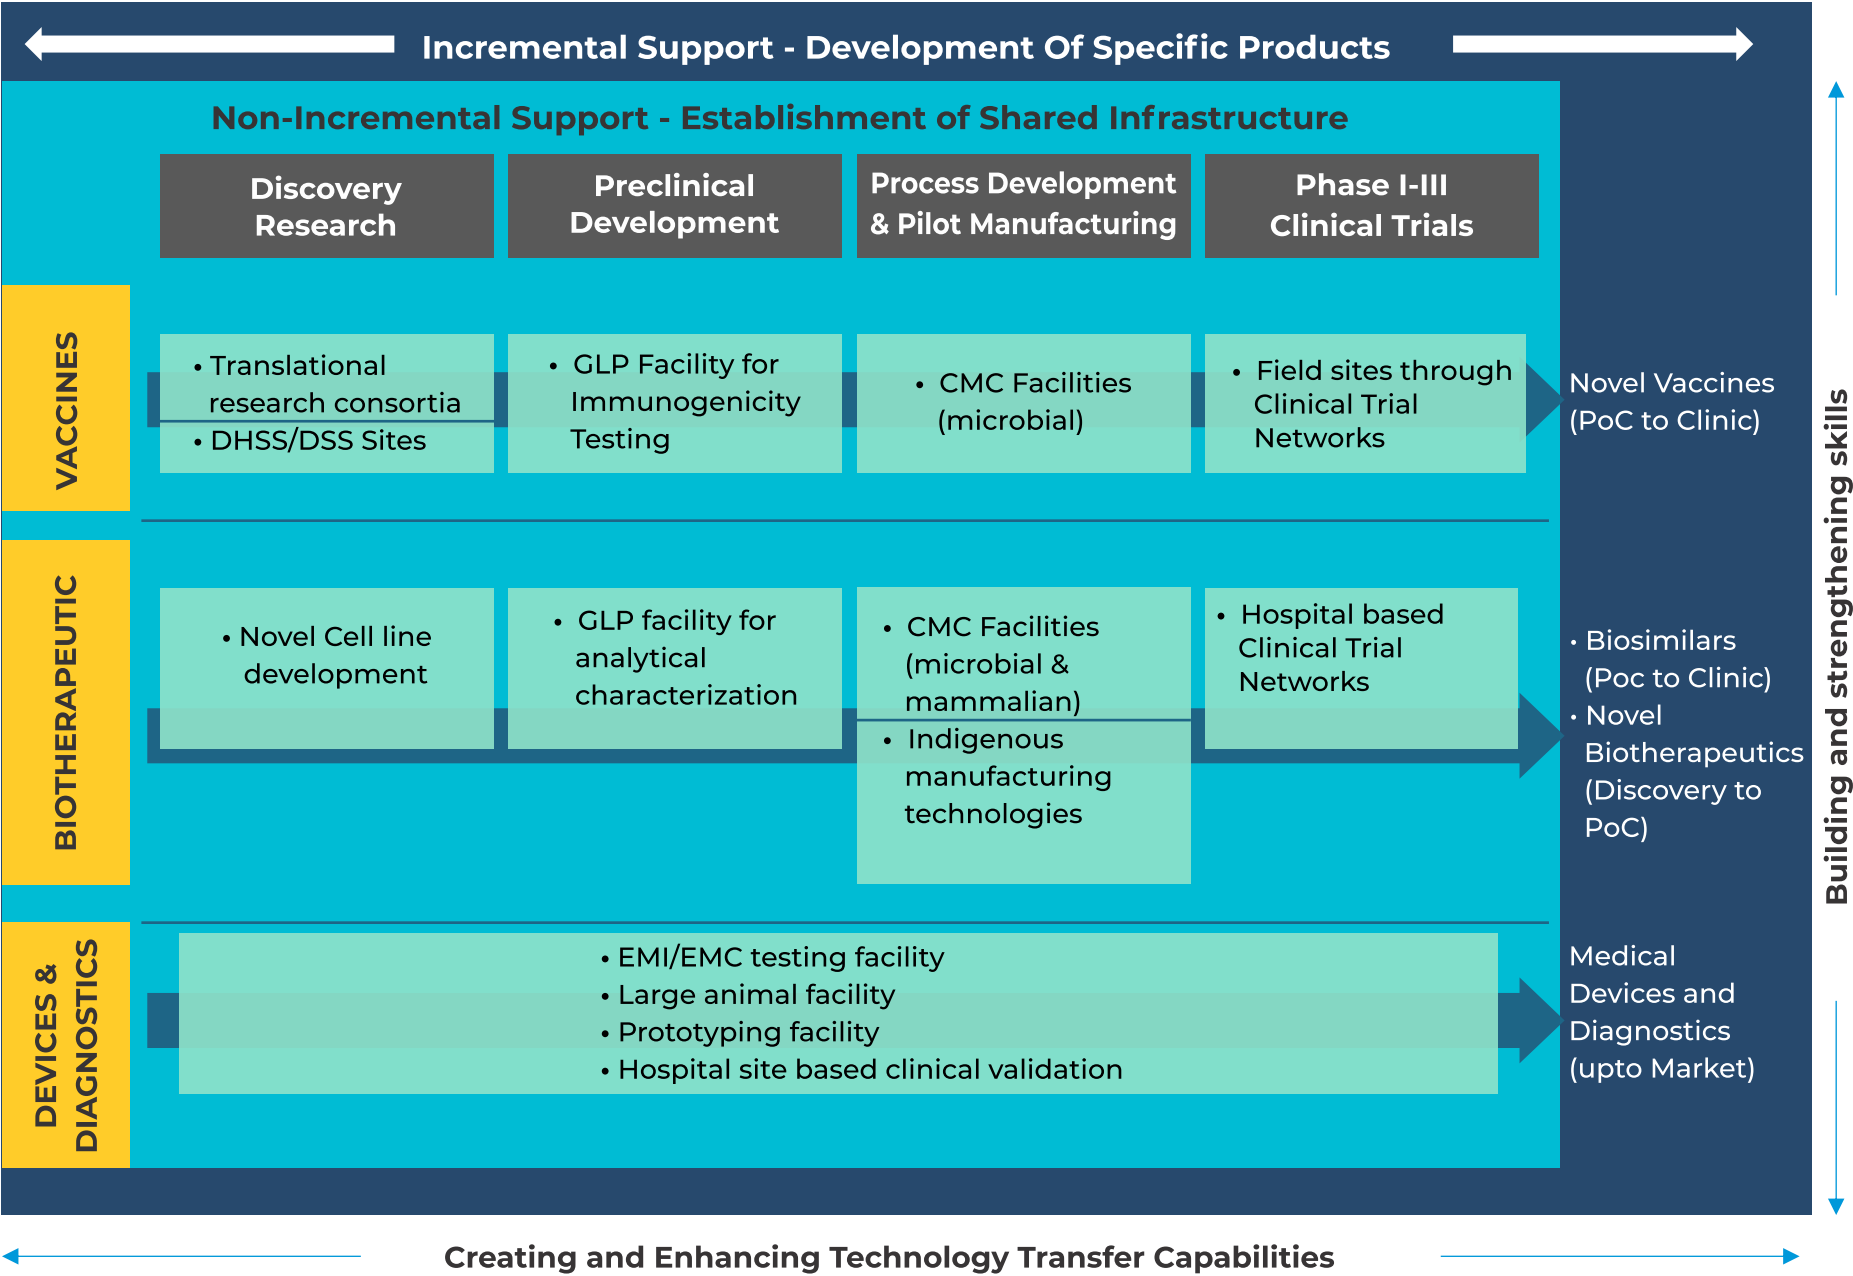 Incremental Support - Development Of Specific Products
Non-Incremental Support - Establishment of Shared Infrastructure
Discovery
Research
Preclinical
Development
Process Development
& Pilot Manufacturing
Phase I-III
Clinical Trials
VACCINES
• Translational
research consortia
• DHSS/DSS Sites
• GLP Facility for
Immunogenicity
Testing
• CMC Facilities
(microbial)
• Field sites through
Clinical Trial
Networks
Novel Vaccines
(PoC to Clinic)
BIOTHERAPEUTIC
• Novel Cell line
development
• GLP facility for
analytical
characterization
• CMC Facilities
(microbial &
mammalian)
• Indigenous
manufacturing
technologies
• Hospital based
Clinical Trial
Networks
• Biosimilars
(Poc to Clinic)
• Novel
Biotherapeutics
(Discovery to
PoC)
DEVICES &
DIAGNOSTICS
• EMI/EMC testing facility
• Large animal facility
• Prototyping facility
• Hospital site based clinical validation
Medical
Devices and
Diagnostics
(upto Market)
Building and strengthening skills
Creating and Enhancing Technology Transfer Capabilities